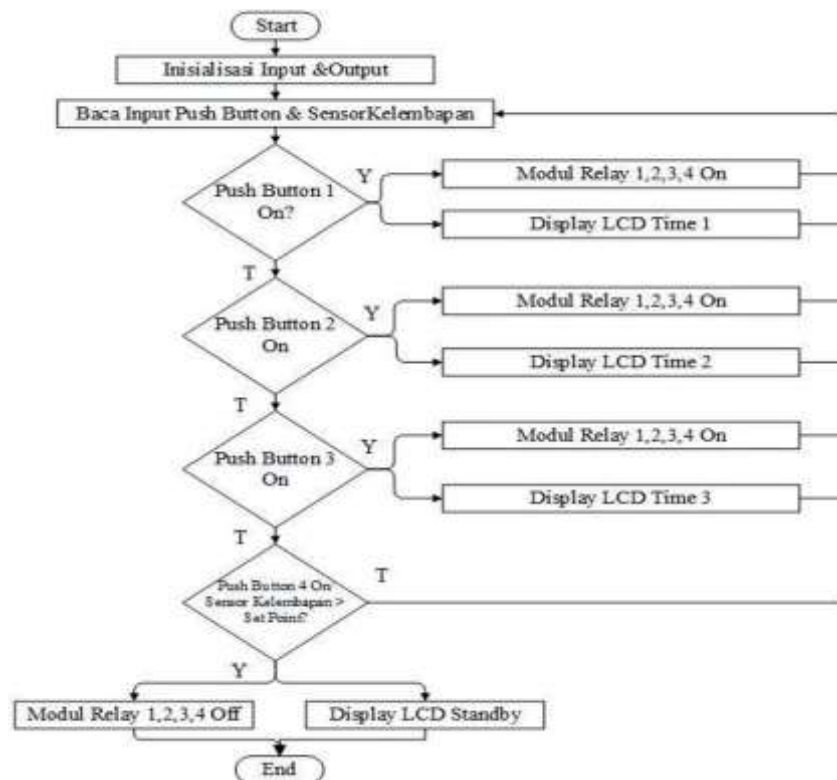 Start
Inisialisasi Input &Output
Baca Input Push Button & SensorKelembapan
Push Button 1
On?
Y
Modul Relay 1,2,3,4 On
Display LCD Time 1
T
Push Button 2
On
Y
Modul Relay 1,2,3,4 On
Display LCD Time 2
T
Push Button 3
On
Y
Modul Relay 1,2,3,4 On
Display LCD Time 3
T
Push Button 4 On
Sensor Kelembapan >
Set Point?
T
Y
Modul Relay 1,2,3,4 Off
Display LCD Standby
End